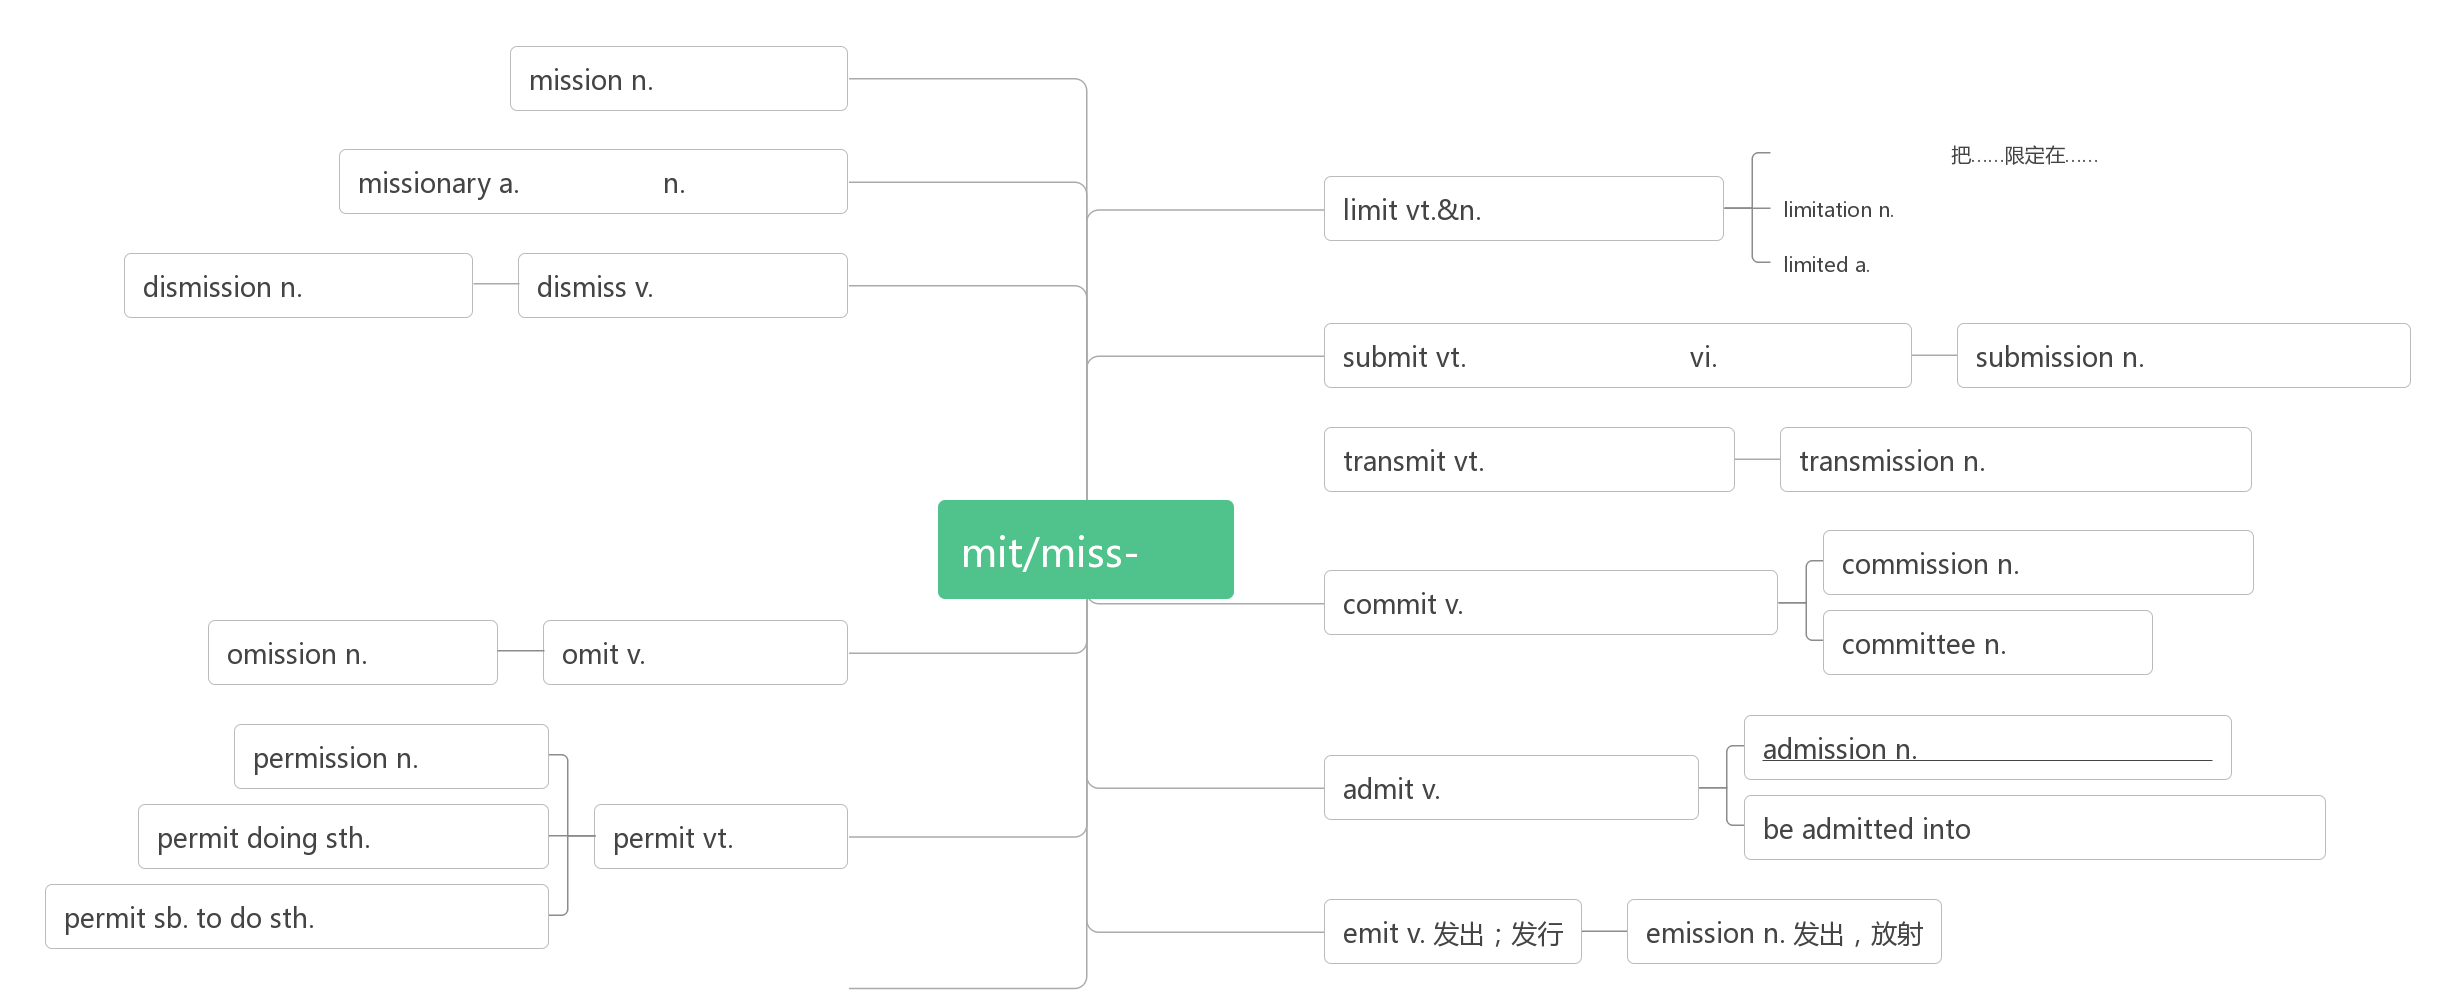 mit/miss-
mission n.
missionary a. n.
dismiss v.
dismission n.
omit v.
omission n.
permit vt.
permission n.
permit doing sth.
permit sb. to do sth.
limit vt.&n.
把……限定在……
limitation n.
limited a.
submit vt. vi.
submission n.
transmit vt.
transmission n.
commit v.
commission n.
committee n.
admit v.
admission n.
be admitted into
emit v. 发出；发行
emission n. 发出，放射